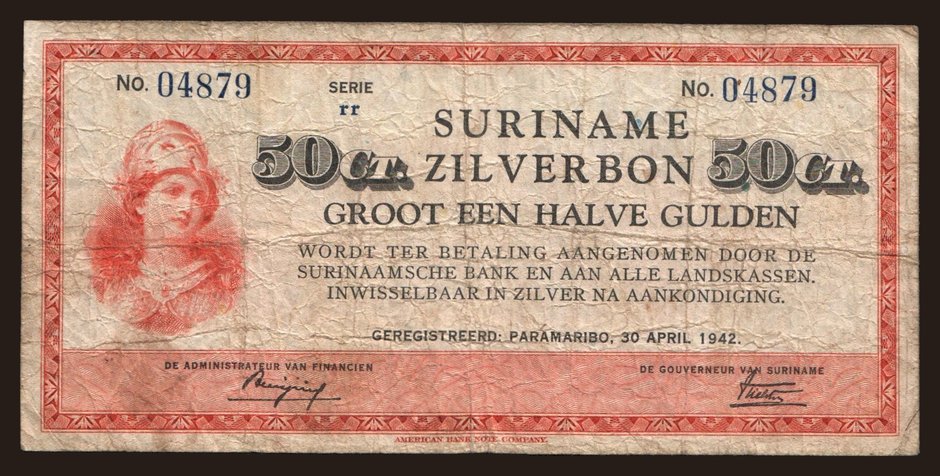 No. 04879 SERIE No. 04879
rr
SURINAME
50 CT. ZILVERBON 50 CT.
GROOT EEN HALVE GULDEN
WORDT TER BETALING AANGENOMEN DOOR DE
SURINAAMSCHE BANK EN AAN ALLE LANDSKASSEN.
INWISSELBAAR IN ZILVER NA AANKONDIGING.
GEREGISTREERD: PARAMARIBO, 30 APRIL 1942.
DE ADMINISTRATEUR VAN FINANCIEN DE GOUVERNEUR VAN SURINAME
AMERICAN BANK NOTE COMPANY.